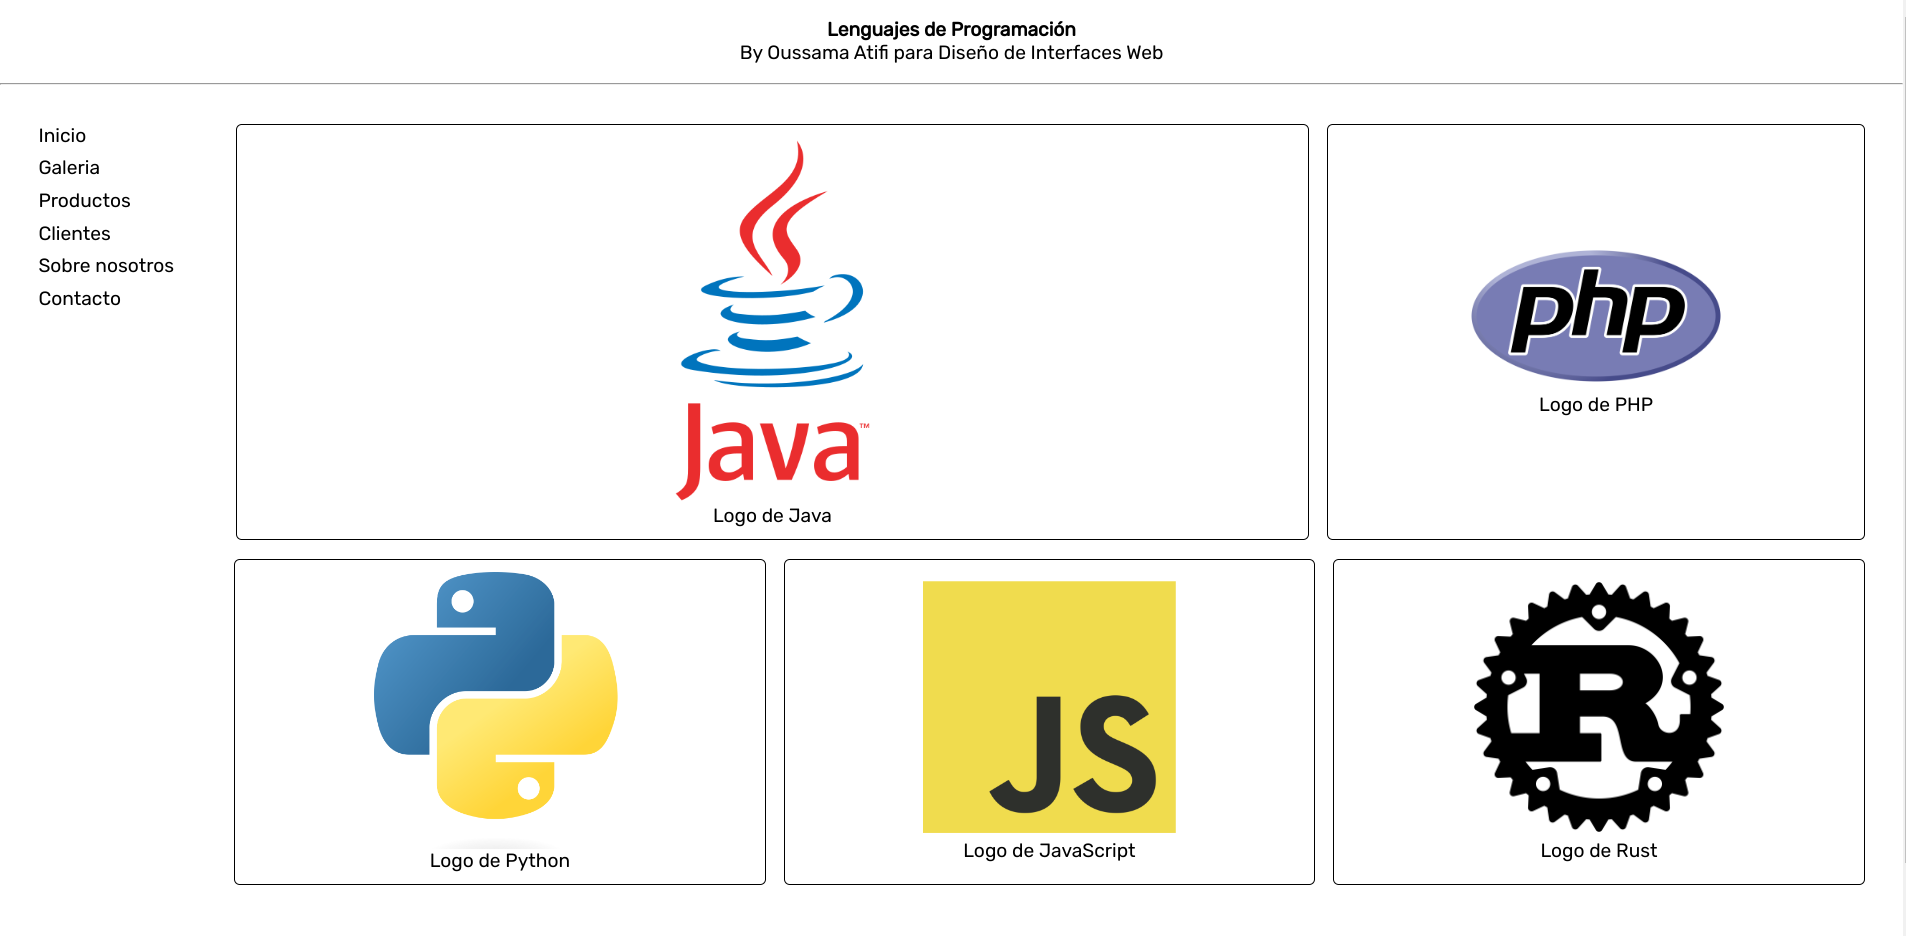 Lenguajes de Programación
By Oussama Atifi para Diseño de Interfaces Web
Inicio
Galeria
Productos
Clientes
Sobre nosotros
Contacto
Java™
Logo de Java
php
Logo de PHP
Logo de Python
JS
Logo de JavaScript
R
Logo de Rust